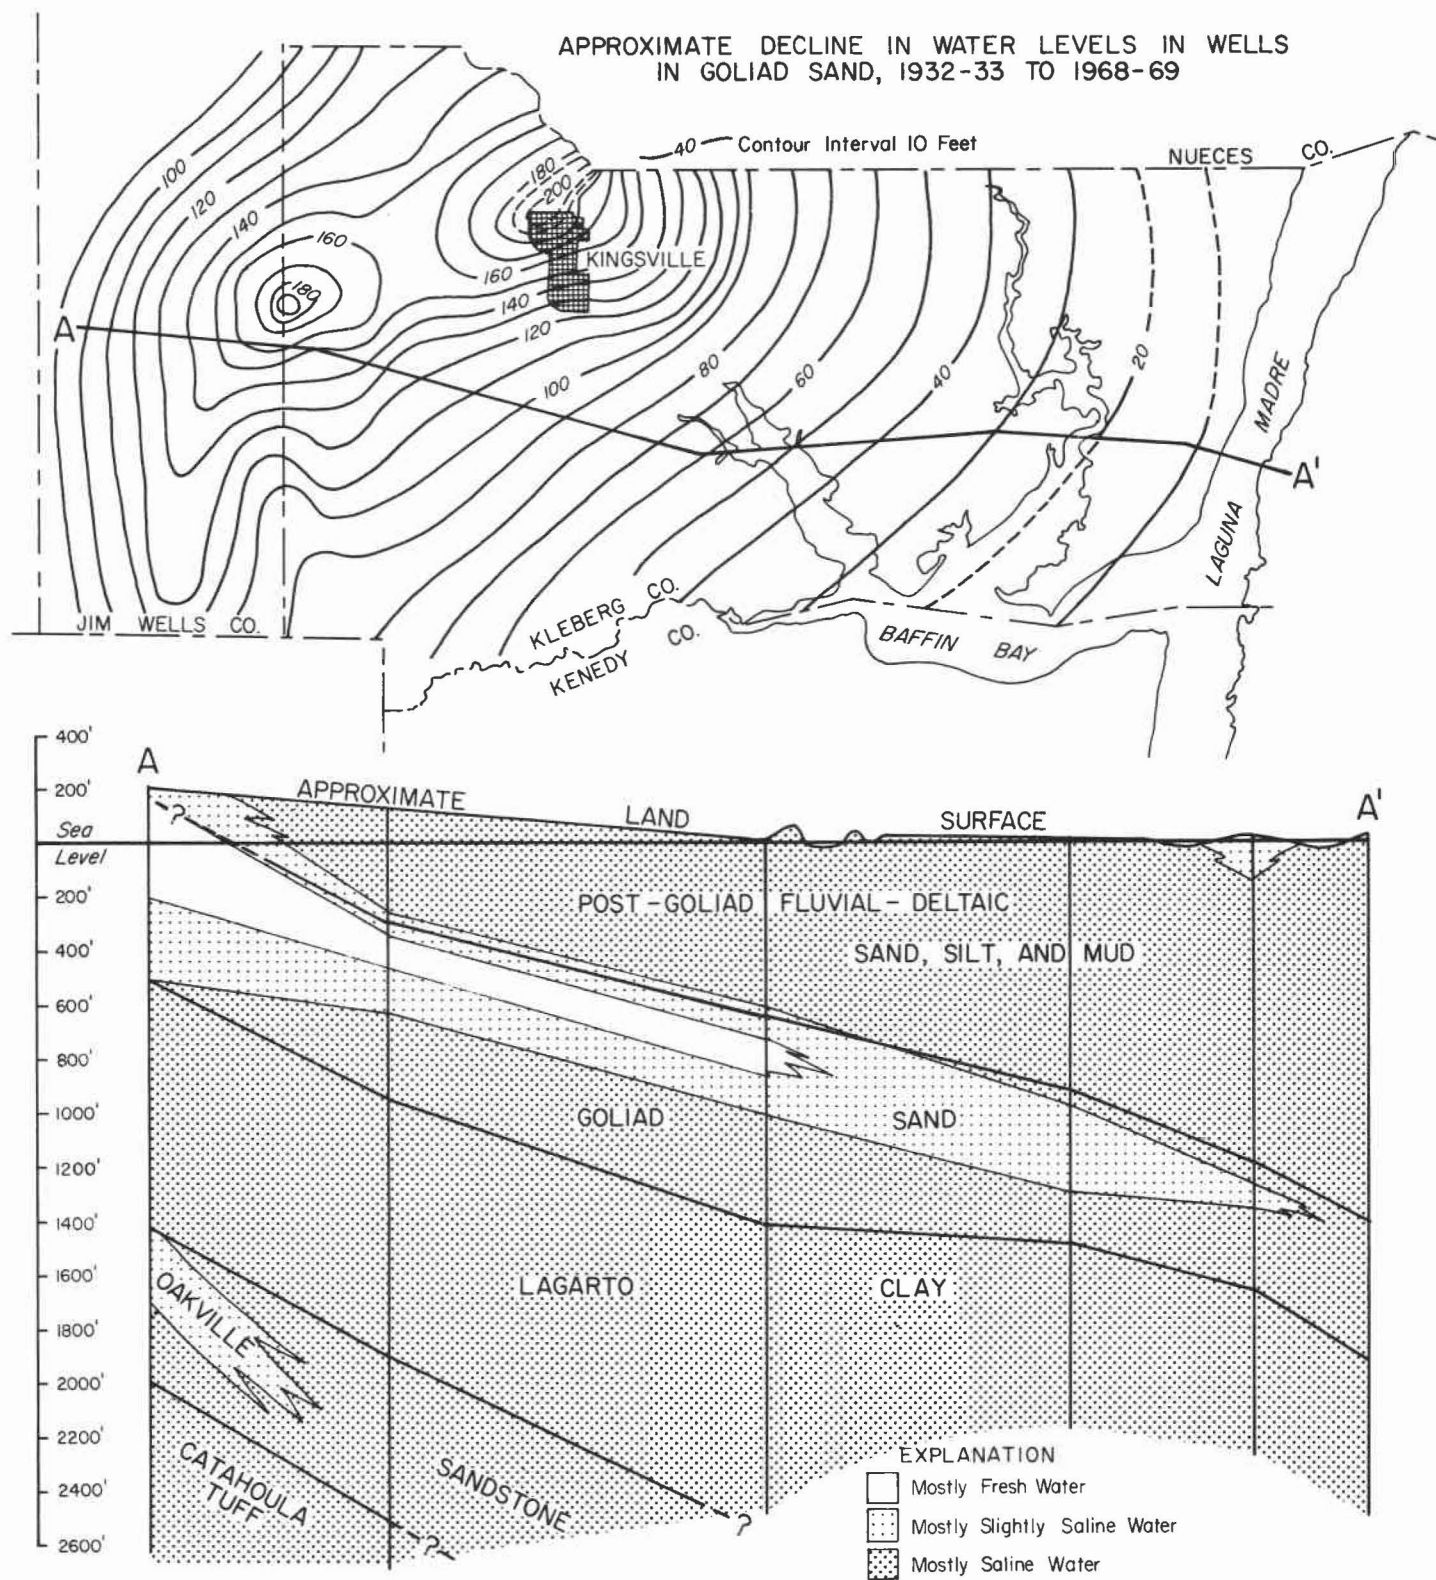 APPROXIMATE DECLINE IN WATER LEVELS IN WELLS
IN GOLIAD SAND, 1932-33 TO 1968-69
40 Contour Interval 10 Feet
NUECES CO.
100
120
140
160
180
180
200
KINGSVILLE
160
140
120
100
80
60
40
20
A
A'
MADRE
LAGUNA
JIM WELLS CO.
KLEBERG CO.
KENEDY CO.
BAFFIN BAY
400'
200'
Sea
Level
200'
400'
600'
800'
1000'
1200'
1400'
1600'
1800'
2000'
2200'
2400'
2600'
A
A'
APPROXIMATE LAND SURFACE
?
POST-GOLIAD FLUVIAL-DELTAIC
SAND, SILT, AND MUD
GOLIAD SAND
LAGARTO CLAY
OAKVILLE SANDSTONE
CATAHOULA
TUFF
?
?
EXPLANATION
Mostly Fresh Water
Mostly Slightly Saline Water
Mostly Saline Water